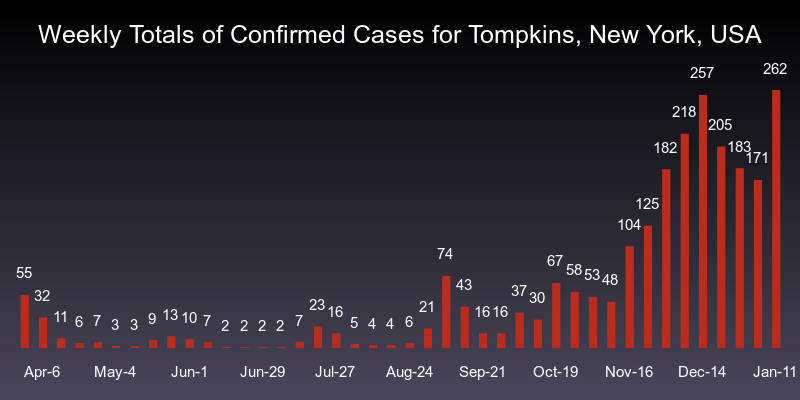 Weekly Totals of Confirmed Cases for Tompkins, New York, USA
55 32 11 6 7 3 3 9 13 10 7 2 2 2 2 7 23 16 5 4 4 6 21 74 43 16 16 37 30 67 58 53 48 104 125 182 218 257 205 183 171 262
Apr-6 May-4 Jun-1 Jun-29 Jul-27 Aug-24 Sep-21 Oct-19 Nov-16 Dec-14 Jan-11